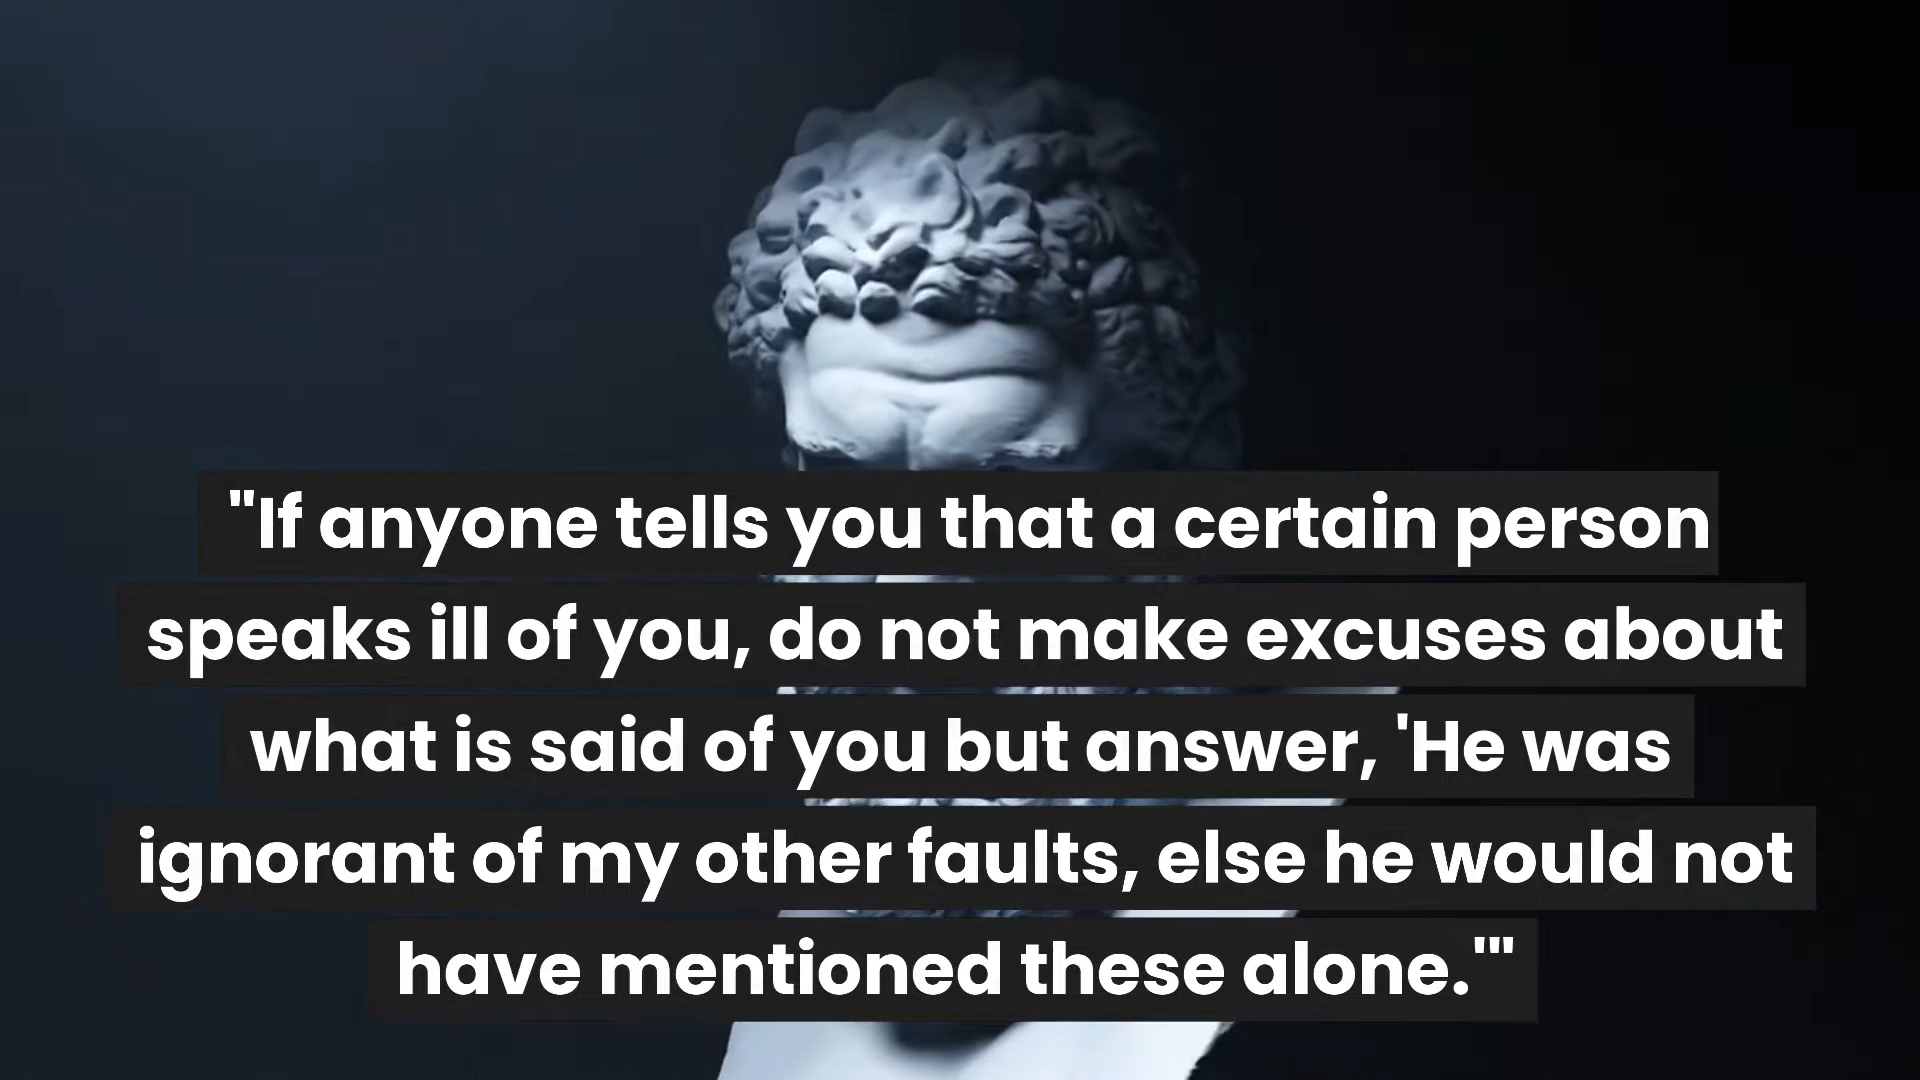 "If anyone tells you that a certain person
speaks ill of you, do not make excuses about
what is said of you but answer, 'He was
ignorant of my other faults, else he would not
have mentioned these alone.'"